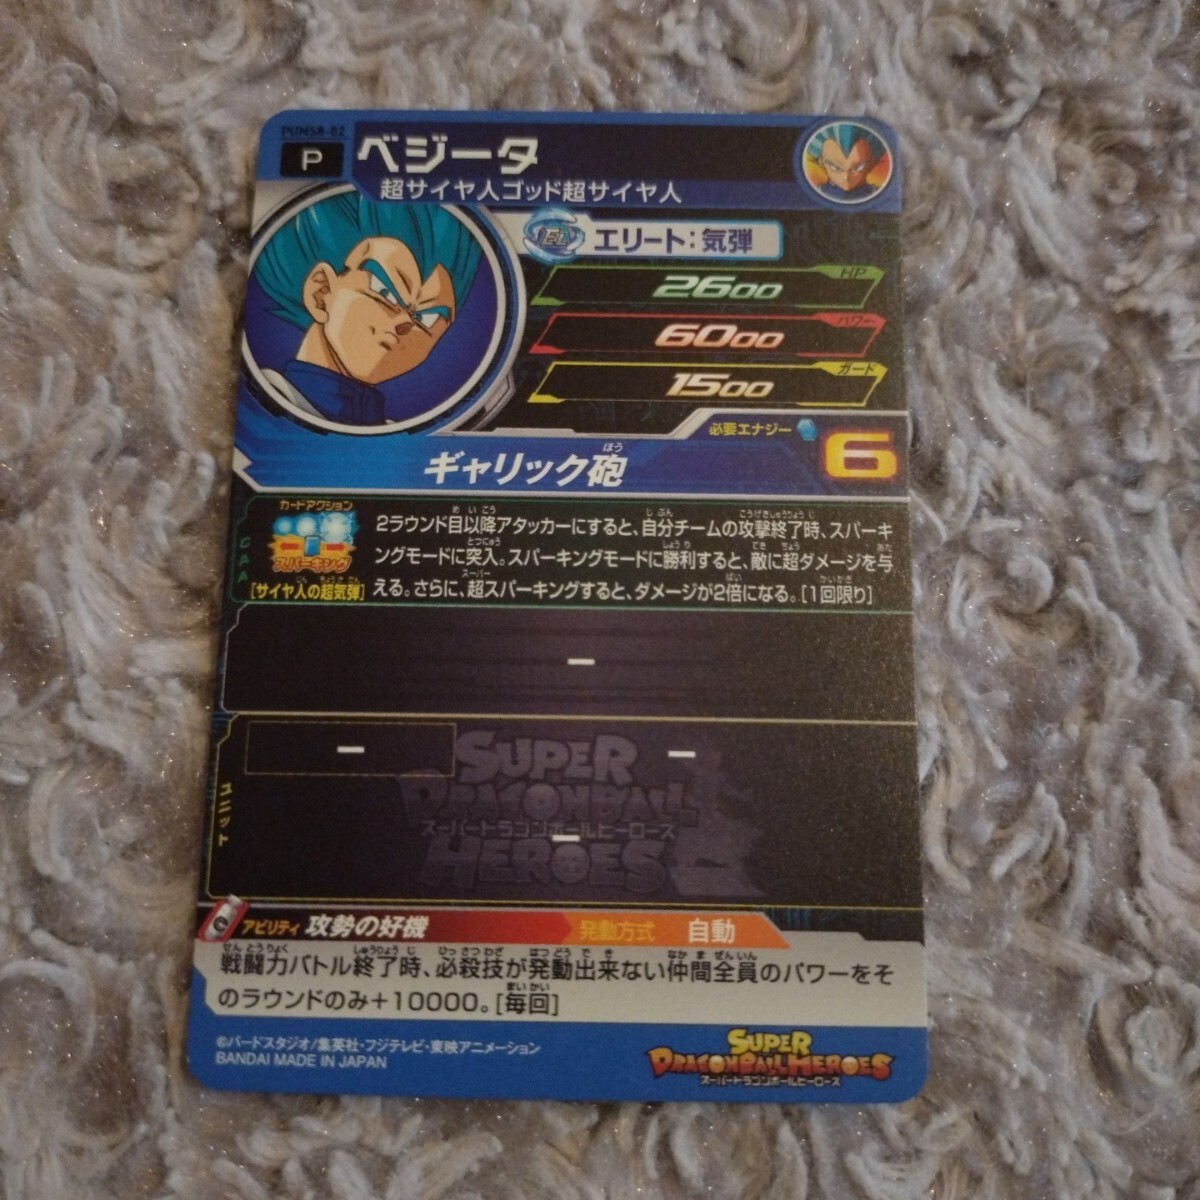 PUMS8-02
P
ベジータ
超サイヤ人ゴッド超サイヤ人
EL
エリート:気弾
HP
2600
パワー
6000
ガード
1500
必要エナジー
6
ギャリック砲
CAA
カードアクション
スパーキング
[サイヤ人の超気弾]
2ラウンド目以降アタッカーにすると、自分チームの攻撃終了時、スパーキ
ングモードに突入。スパーキングモードに勝利すると、敵に超ダメージを与
える。さらに、超スパーキングすると、ダメージが2倍になる。[1回限り]
ー
ユニット
ー
ー
ー
SUPER
DRAGONBALL
スーパードラゴンボールヒーローズ
HEROES
アビリティ 攻勢の好機
発動方式 自動
戦闘力バトル終了時、必殺技が発動出来ない仲間全員のパワーをそ
のラウンドのみ+10000。[毎回]
©バードスタジオ/集英社・フジテレビ・東映アニメーション
BANDAI MADE IN JAPAN
SUPER
DRAGONBALL HEROES
スーパードラゴンボールヒーローズ